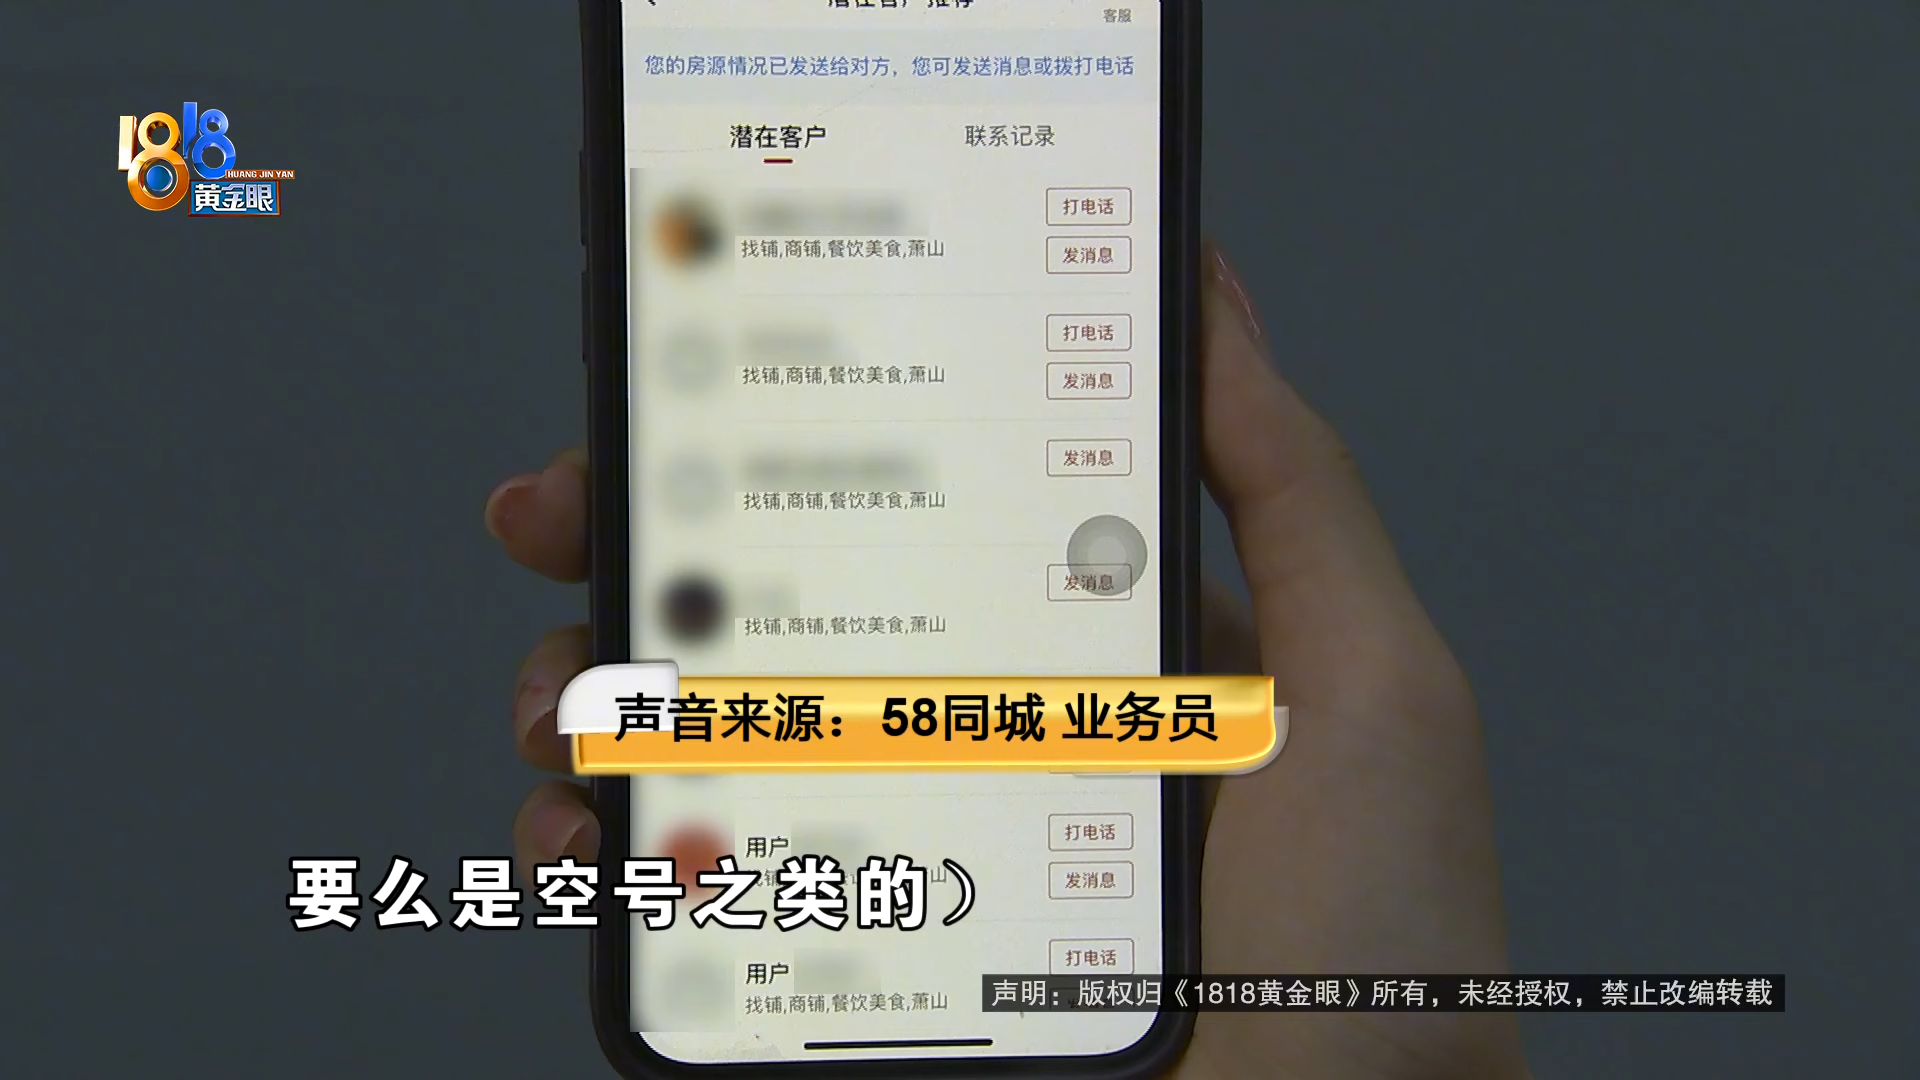 潜在客户推荐
客服
您的房源情况已发送给对方，您可发送消息或拨打电话
潜在客户
联系记录
1818
HUANG JIN YAN
黄金眼
打电话
找铺,商铺,餐饮美食,萧山
发消息
打电话
找铺,商铺,餐饮美食,萧山
发消息
发消息
找铺,商铺,餐饮美食,萧山
发消息
找铺,商铺,餐饮美食,萧山
声音来源：58同城 业务员
用户
打电话
发消息
要么是空号之类的）
用户
打电话
找铺,商铺,餐饮美食,萧山
声明：版权归《1818黄金眼》所有，未经授权，禁止改编转载